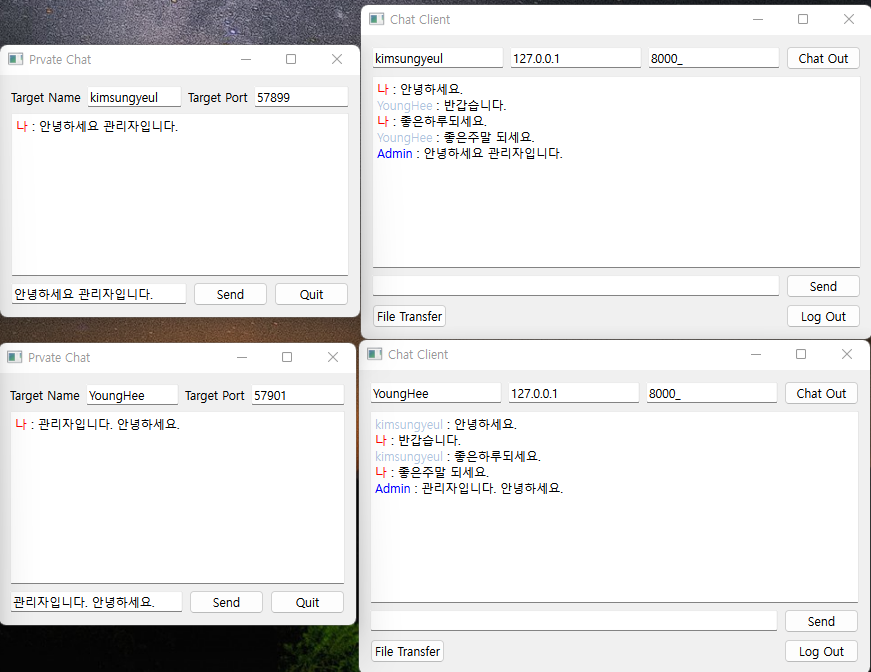 Prvate Chat
Target Name kimsungyeul Target Port 57899
나 : 안녕하세요 관리자입니다.
안녕하세요 관리자입니다. Send Quit
Chat Client
kimsungyeul 127.0.0.1 8000_ Chat Out
나 : 안녕하세요.
YoungHee : 반갑습니다.
나 : 좋은하루되세요.
YoungHee : 좋은주말 되세요.
Admin : 안녕하세요 관리자입니다.
Send
File Transfer Log Out
Prvate Chat
Target Name YoungHee Target Port 57901
나 : 관리자입니다. 안녕하세요.
관리자입니다. 안녕하세요. Send Quit
Chat Client
YoungHee 127.0.0.1 8000_ Chat Out
kimsungyeul : 안녕하세요.
나 : 반갑습니다.
kimsungyeul : 좋은하루되세요.
나 : 좋은주말 되세요.
Admin : 관리자입니다. 안녕하세요.
Send
File Transfer Log Out